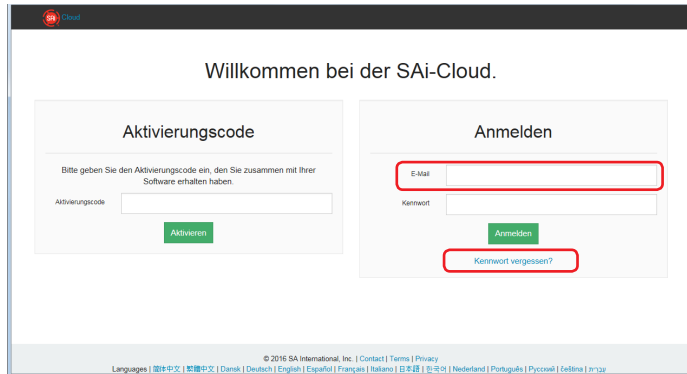 SAi Cloud
Willkommen bei der SAi-Cloud.
Aktivierungscode
Bitte geben Sie den Aktivierungscode ein, den Sie zusammen mit Ihrer
Software erhalten haben.
Aktivierungscode
Aktivieren
Anmelden
E-Mail
Kennwort
Anmelden
Kennwort vergessen?
© 2016 SA International, Inc. | Contact | Terms | Privacy
Languages | 简体中文 | 繁體中文 | Dansk | Deutsch | English | Español | Français | Italiano | 日本語 | 한국어 | Nederland | Português | Русский | čeština | עברית